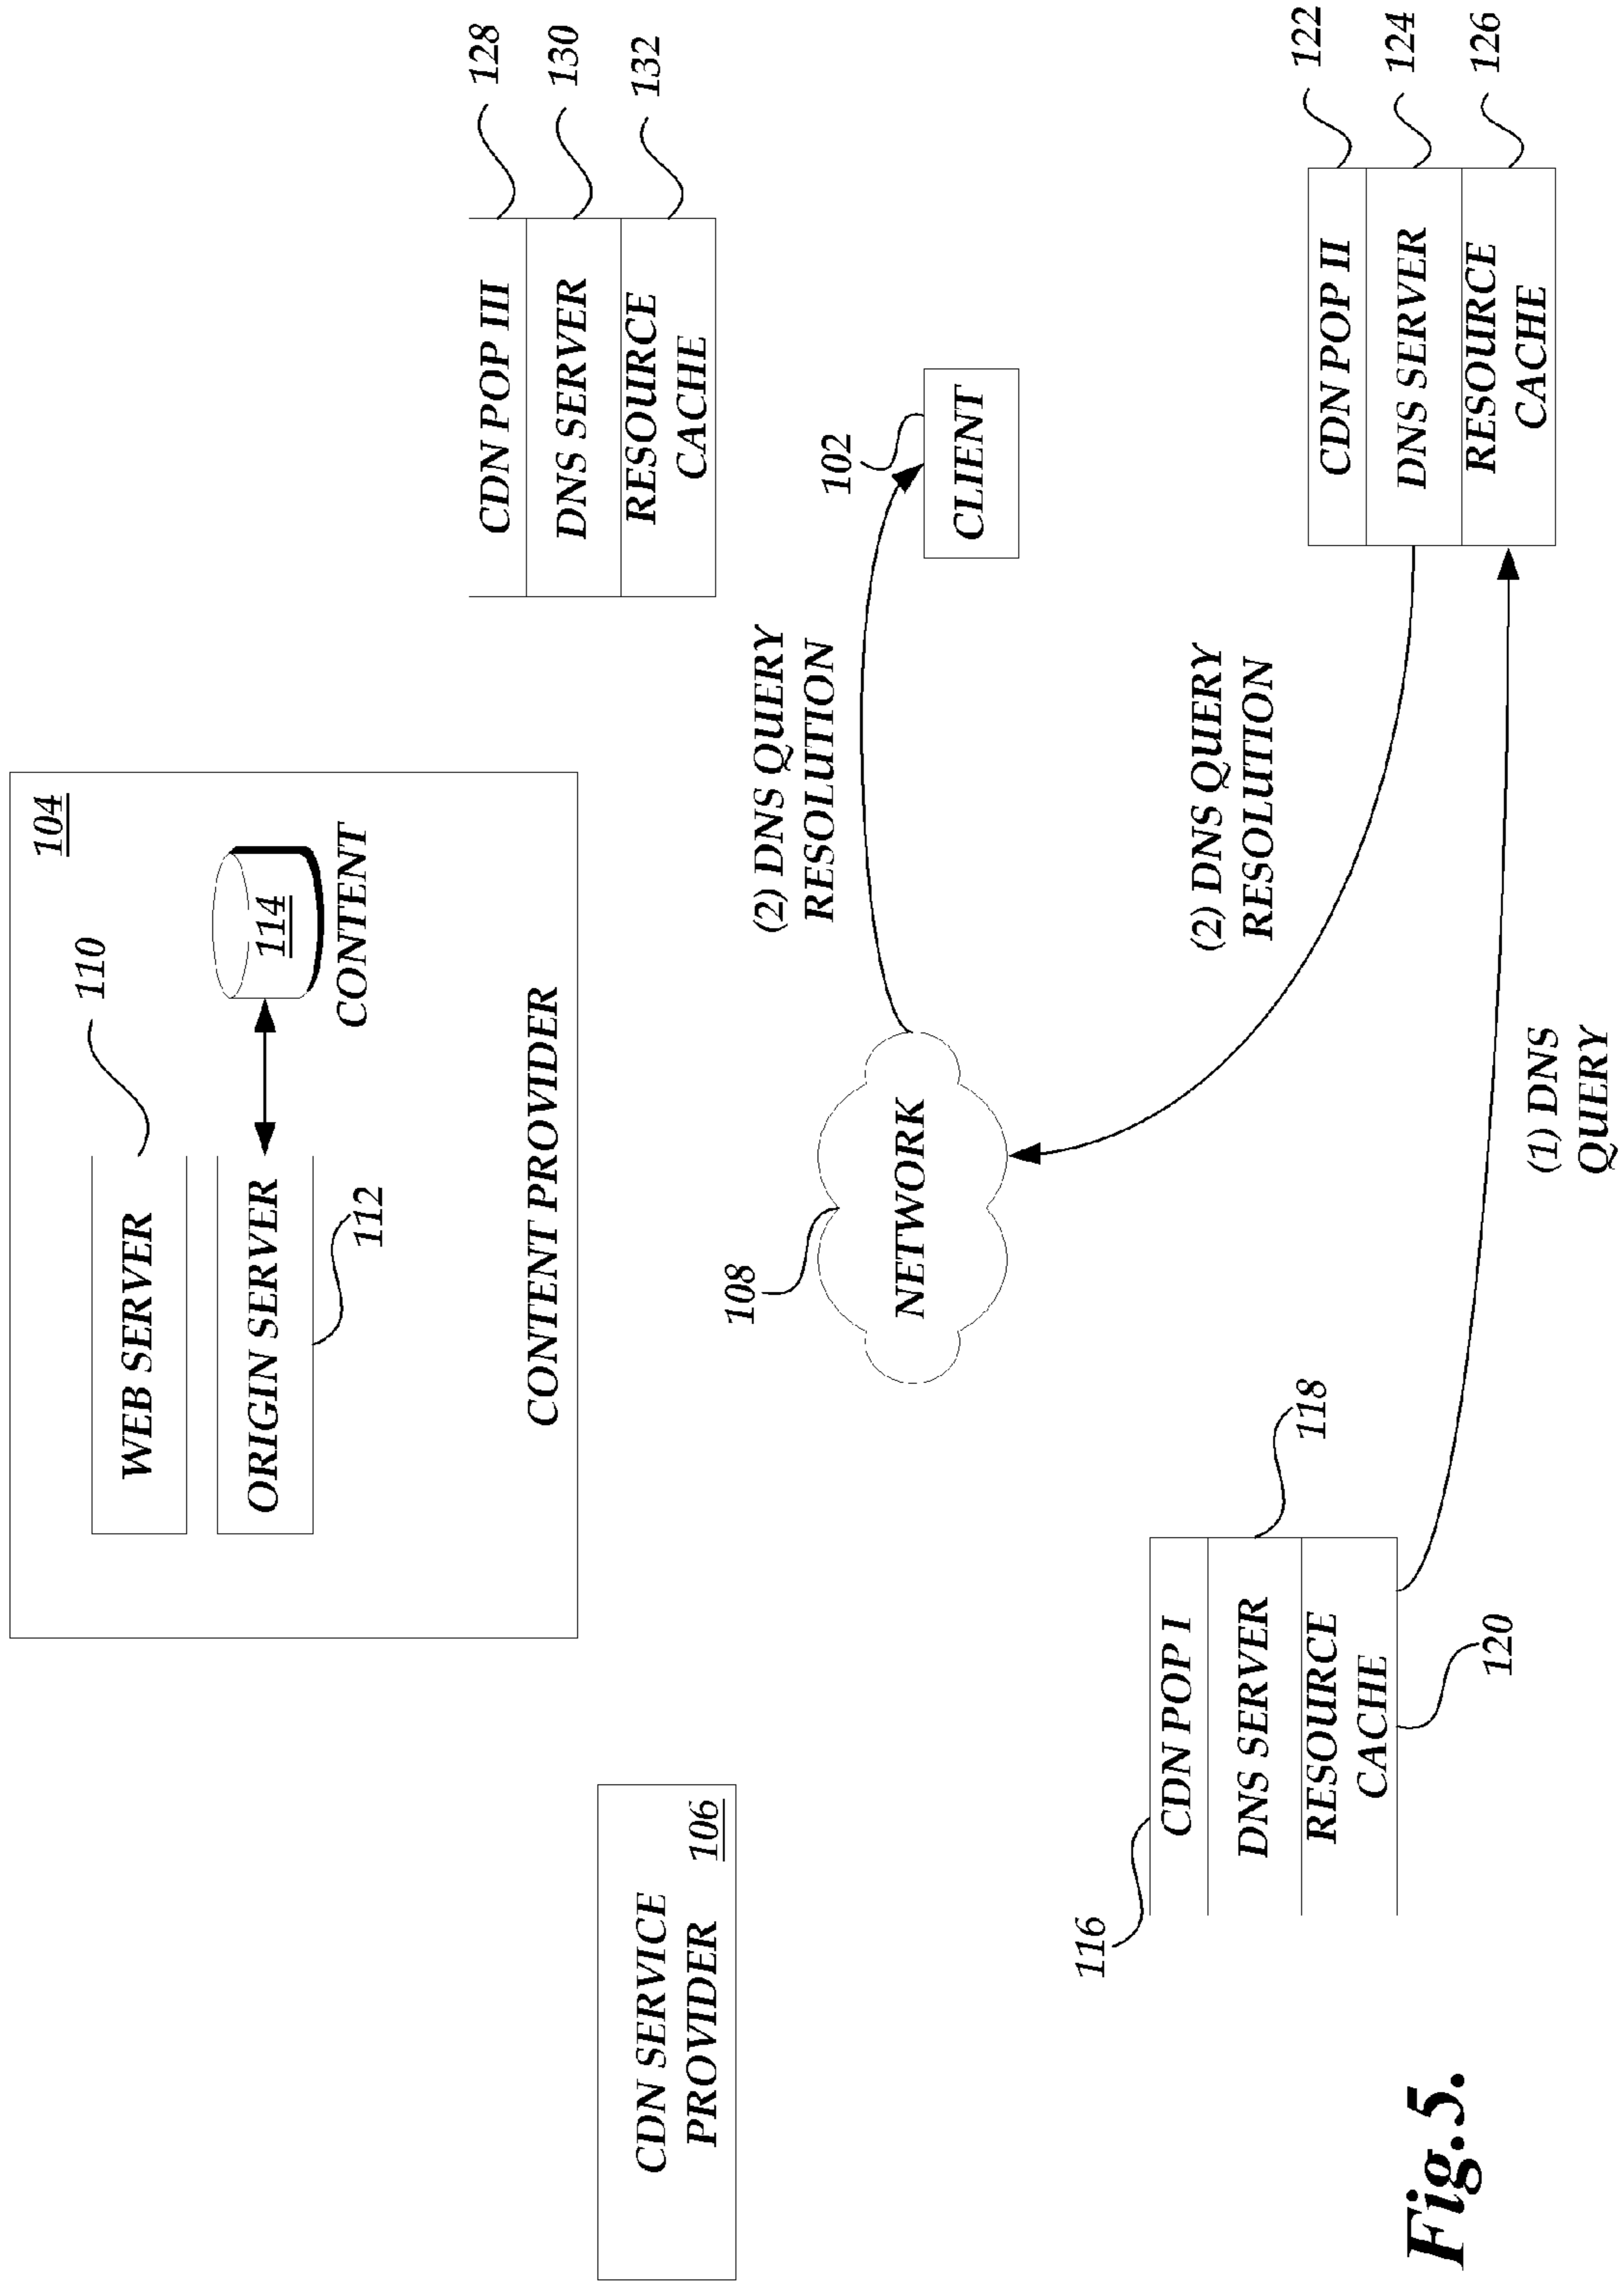 104
110
WEB SERVER
ORIGIN SERVER
114
CONTENT
112
CONTENT PROVIDER
CDN SERVICE
PROVIDER
106
CDN POP III
DNS SERVER
RESOURCE
CACHE
128
130
132
(2) DNS QUERY
RESOLUTION
102
CLIENT
108
NETWORK
116
CDN POP I
DNS SERVER
RESOURCE
CACHE
118
120
(2) DNS QUERY
RESOLUTION
CDN POP II
DNS SERVER
RESOURCE
CACHE
122
124
126
(1) DNS
QUERY
Fig.5.